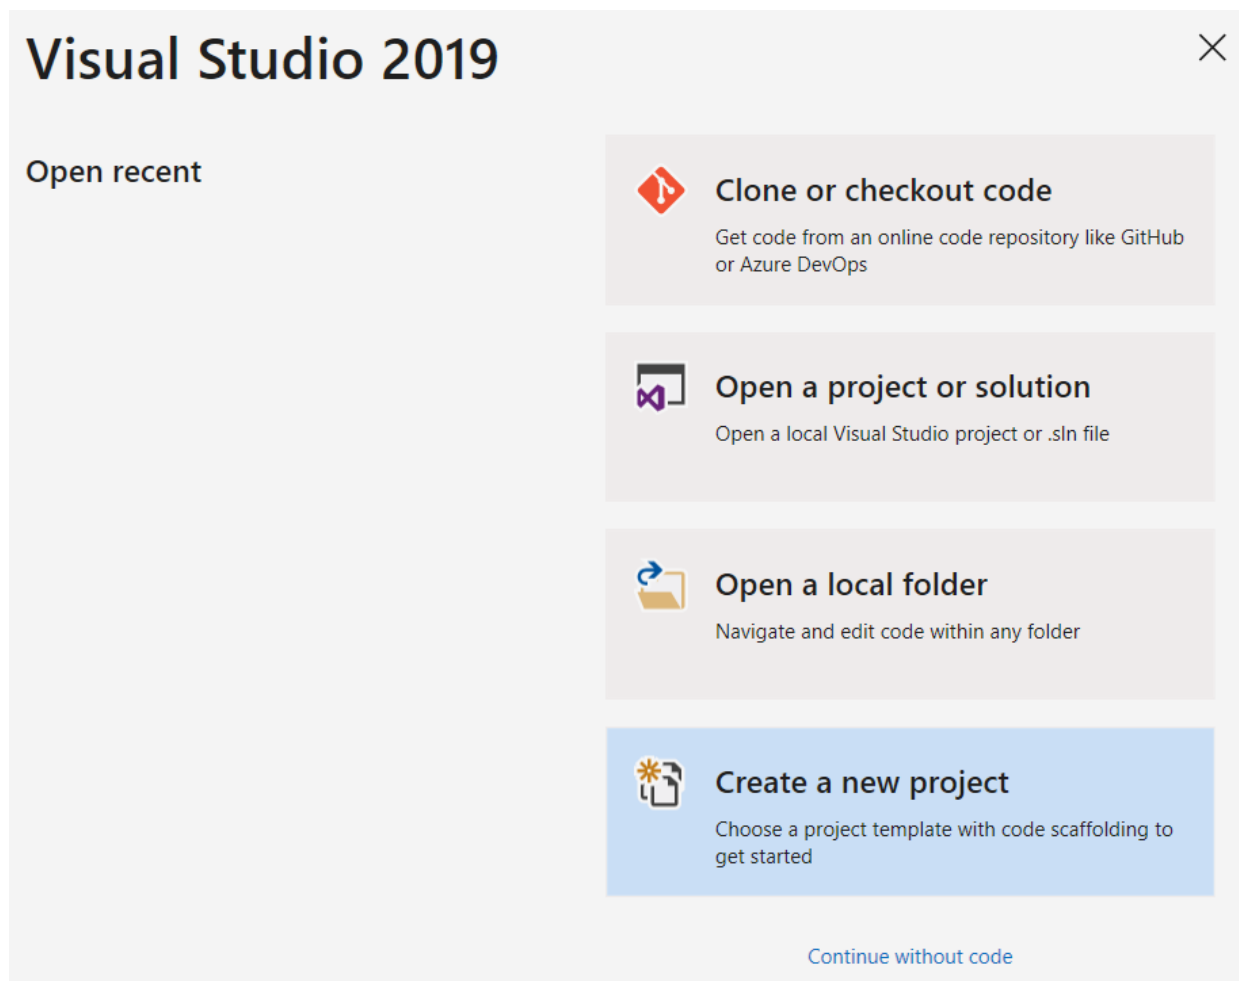 Visual Studio 2019
Open recent
Clone or checkout code
Get code from an online code repository like GitHub
or Azure DevOps
Open a project or solution
Open a local Visual Studio project or .sln file
Open a local folder
Navigate and edit code within any folder
Create a new project
Choose a project template with code scaffolding to
get started
Continue without code